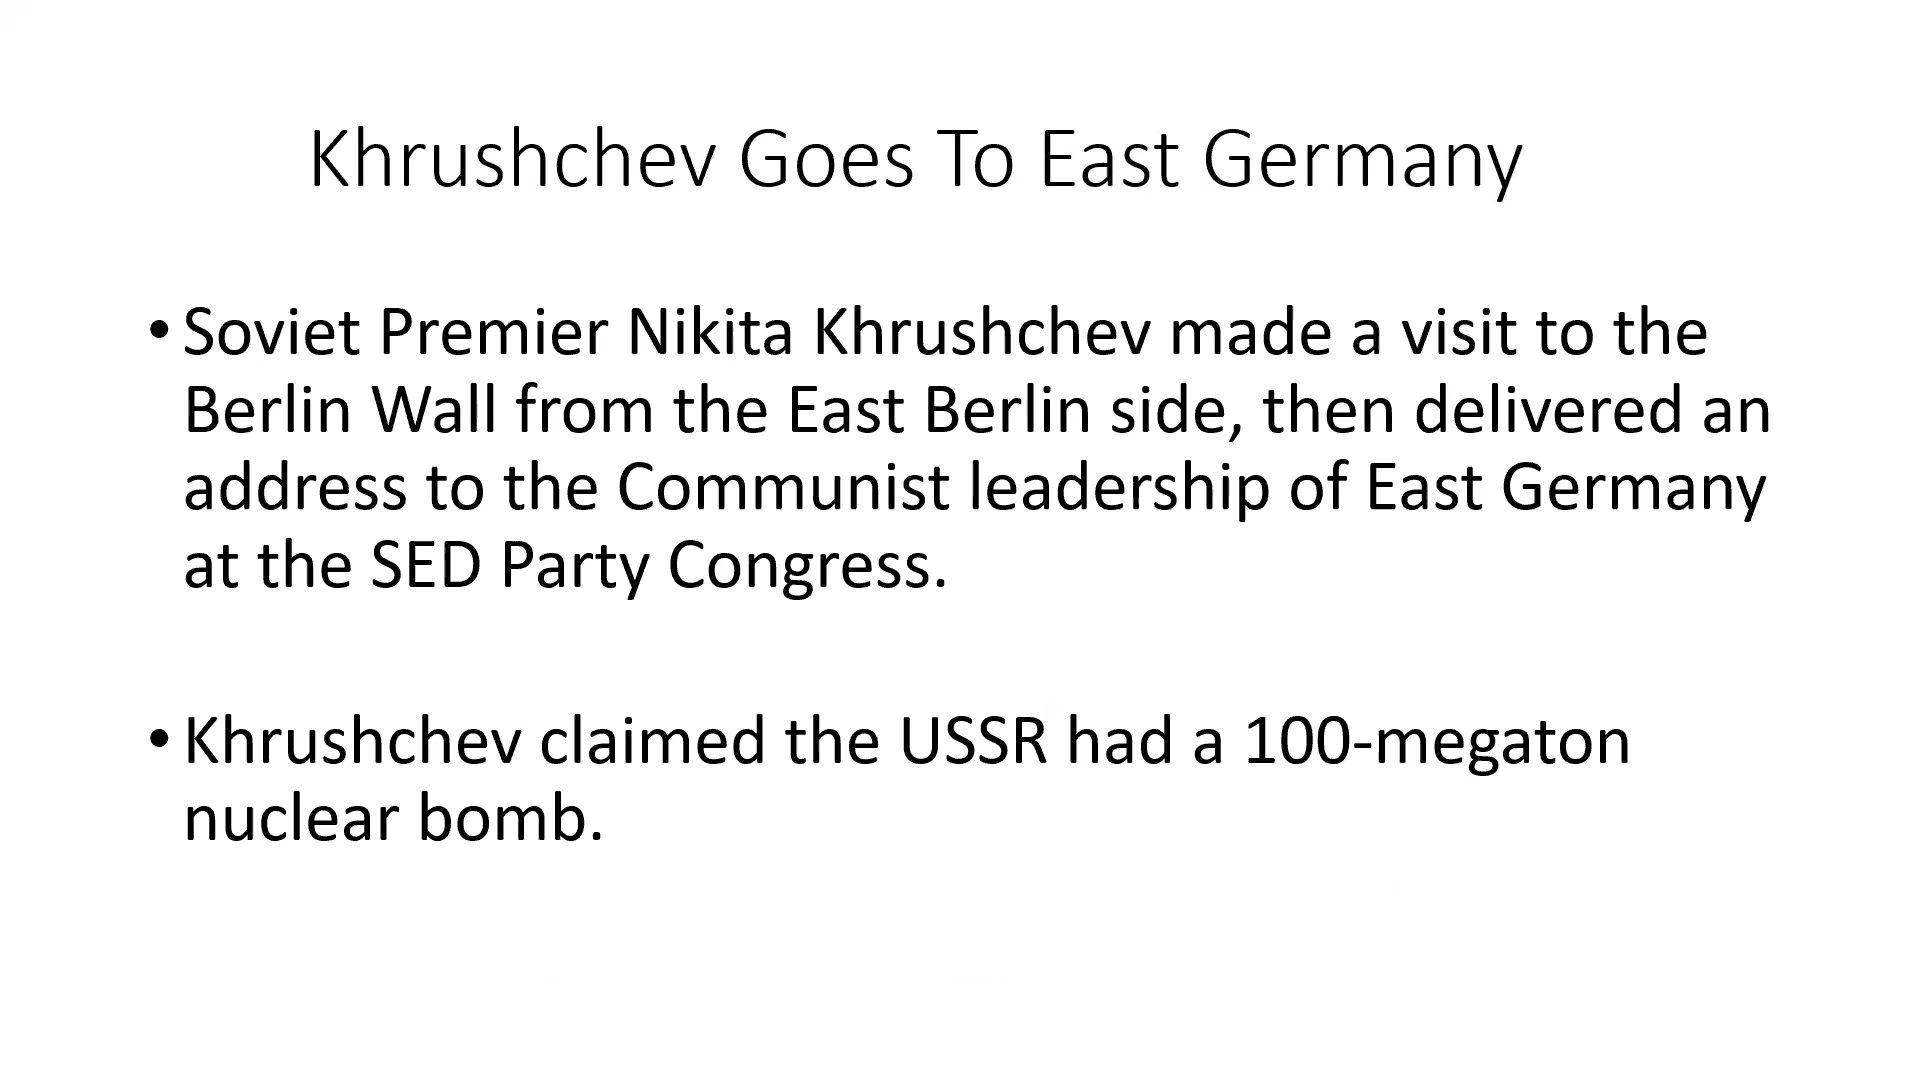 Khrushchev Goes To East Germany
• Soviet Premier Nikita Khrushchev made a visit to the
Berlin Wall from the East Berlin side, then delivered an
address to the Communist leadership of East Germany
at the SED Party Congress.
• Khrushchev claimed the USSR had a 100-megaton
nuclear bomb.